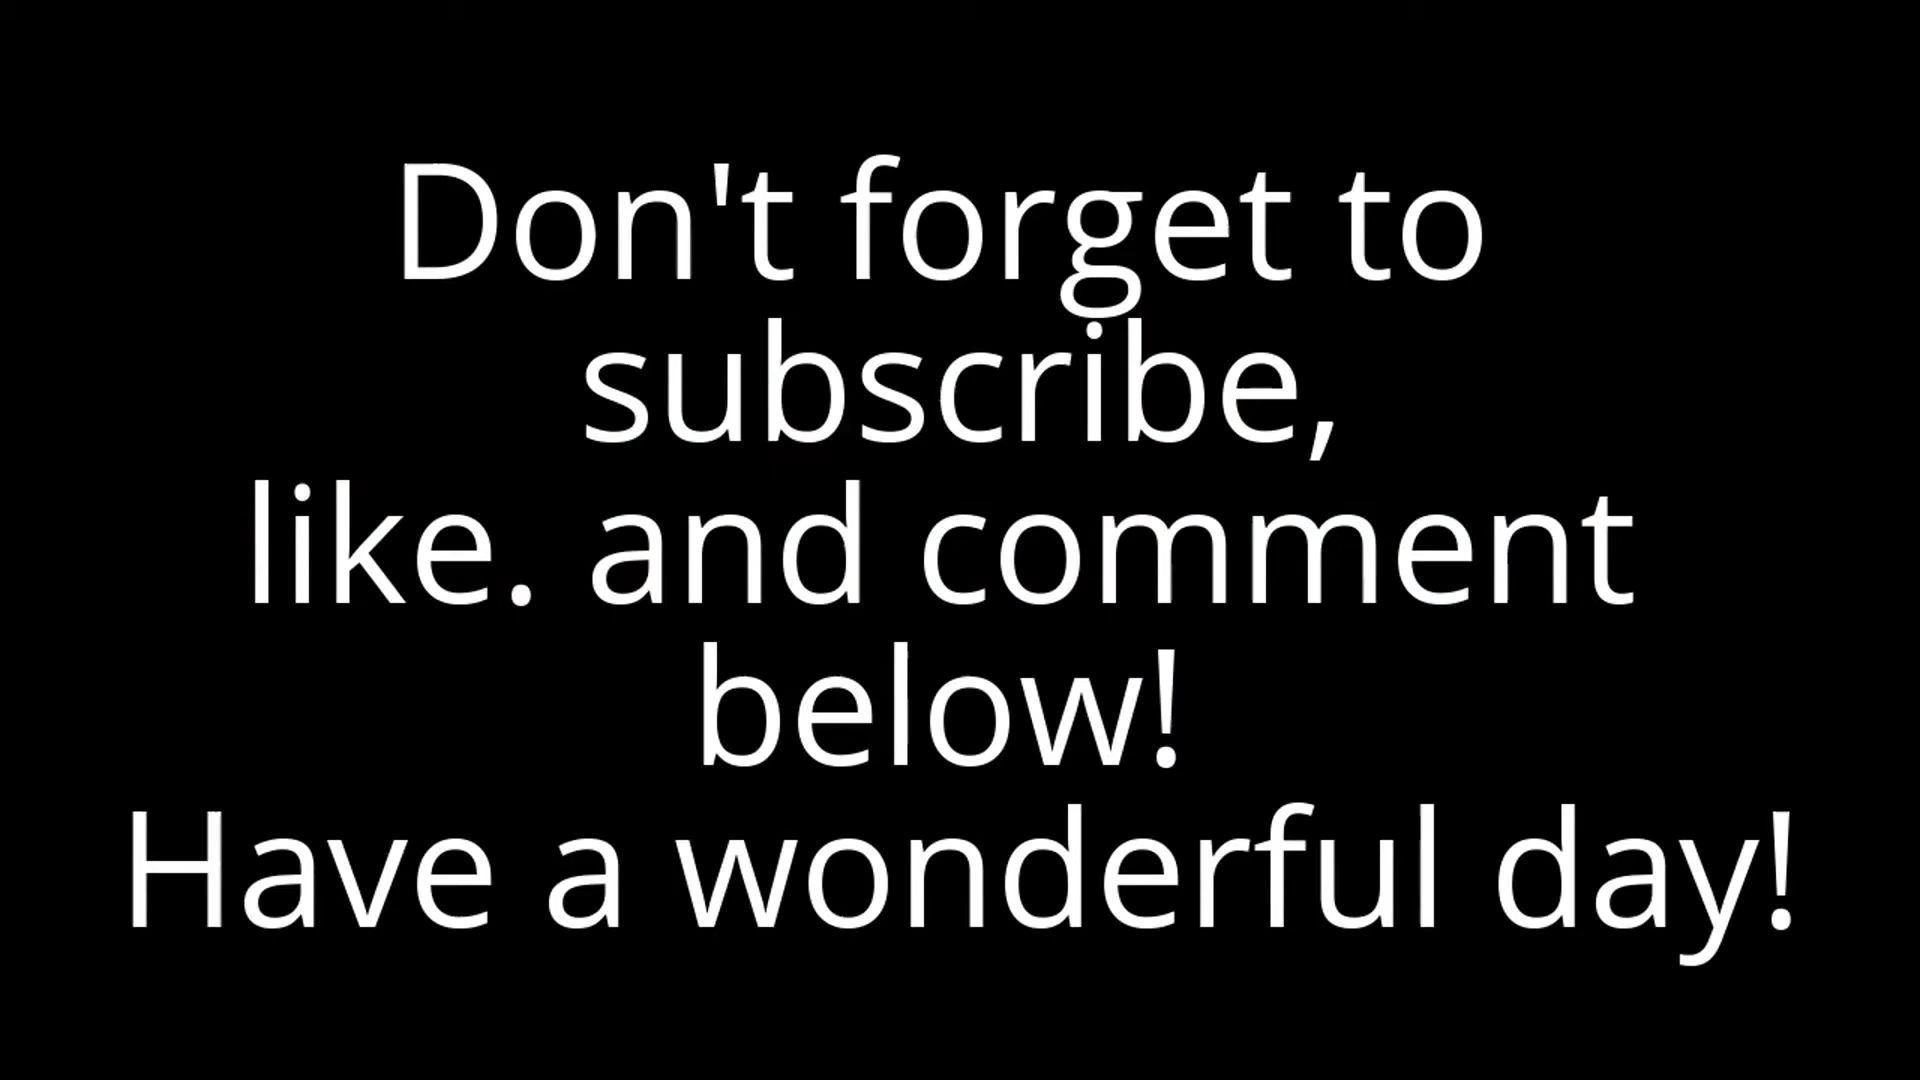 Don't forget to
subscribe,
like. and comment
below!
Have a wonderful day!